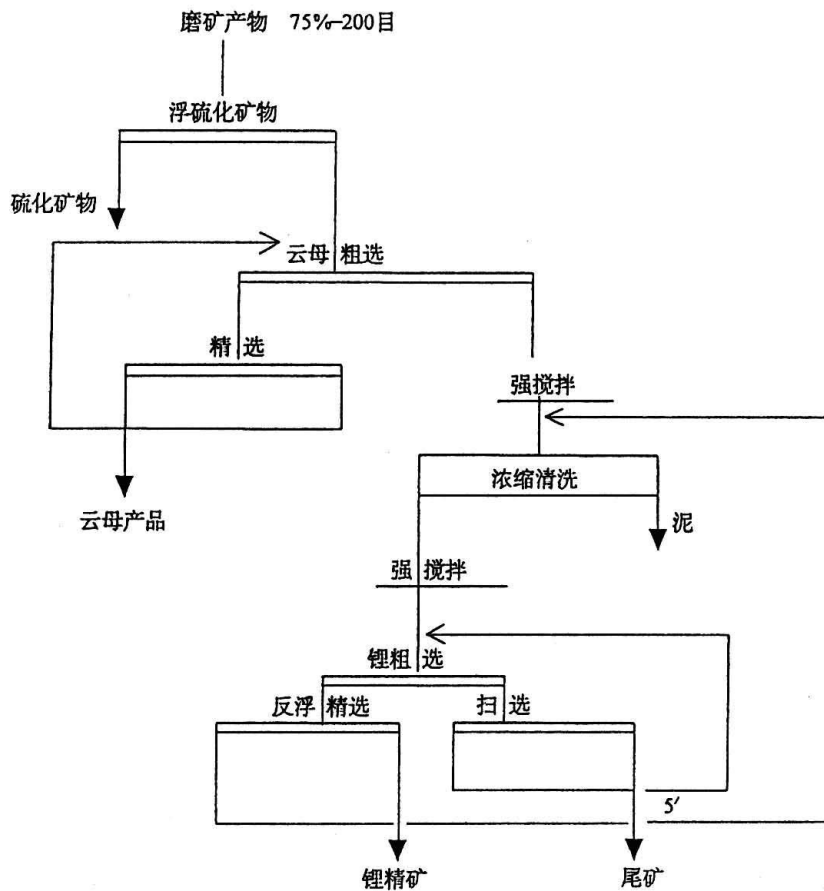 磨矿产物 75%-200目
浮硫化矿物
硫化矿物
云母 粗选
精 选
强搅拌
浓缩清洗
云母产品
泥
强 搅拌
锂粗 选
反浮 精选
扫 选
5′
锂精矿
尾矿